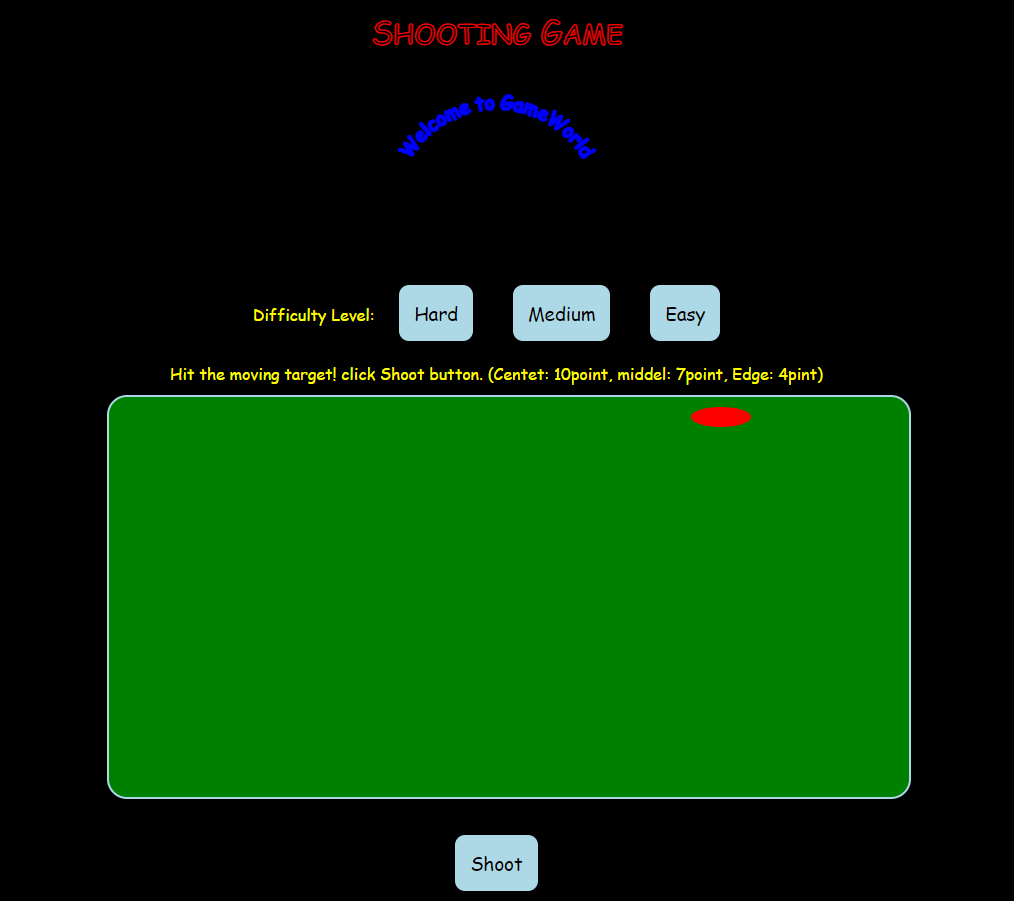 SHOOTING GAME
Welcome to GameWorld
Difficulty Level: Hard Medium Easy
Hit the moving target! click Shoot button. (Centet: 10point, middel: 7point, Edge: 4pint)
Shoot